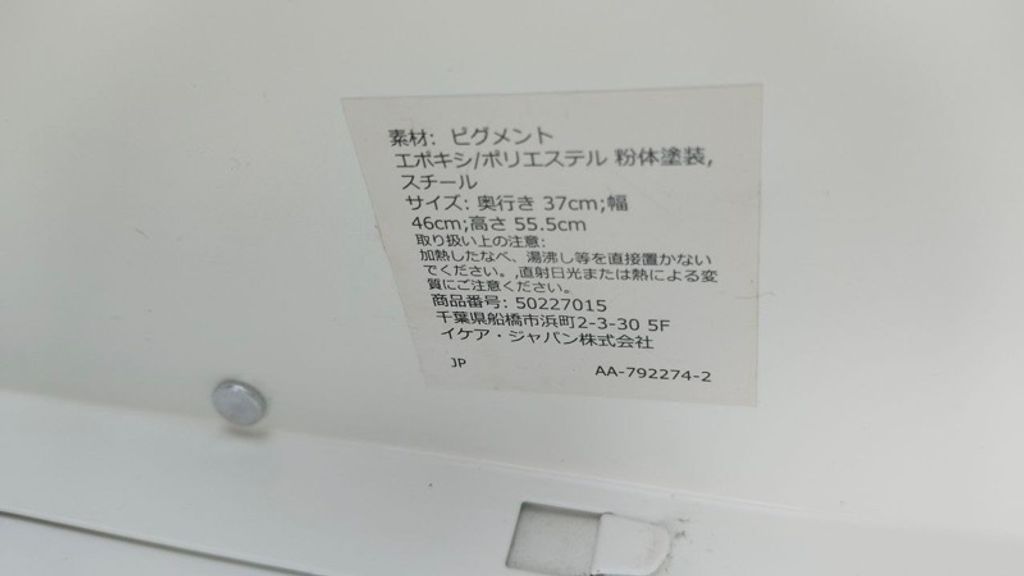 素材: ピグメント
エポキシ/ポリエステル 粉体塗装,
スチール
サイズ: 奥行き 37cm;幅
46cm;高さ 55.5cm
取り扱い上の注意:
加熱したなべ、湯沸し等を直接置かない
でください。,直射日光または熱による変
質にご注意ください。
商品番号: 50227015
千葉県船橋市浜町2-3-30 5F
イケア・ジャパン株式会社
JP AA-792274-2